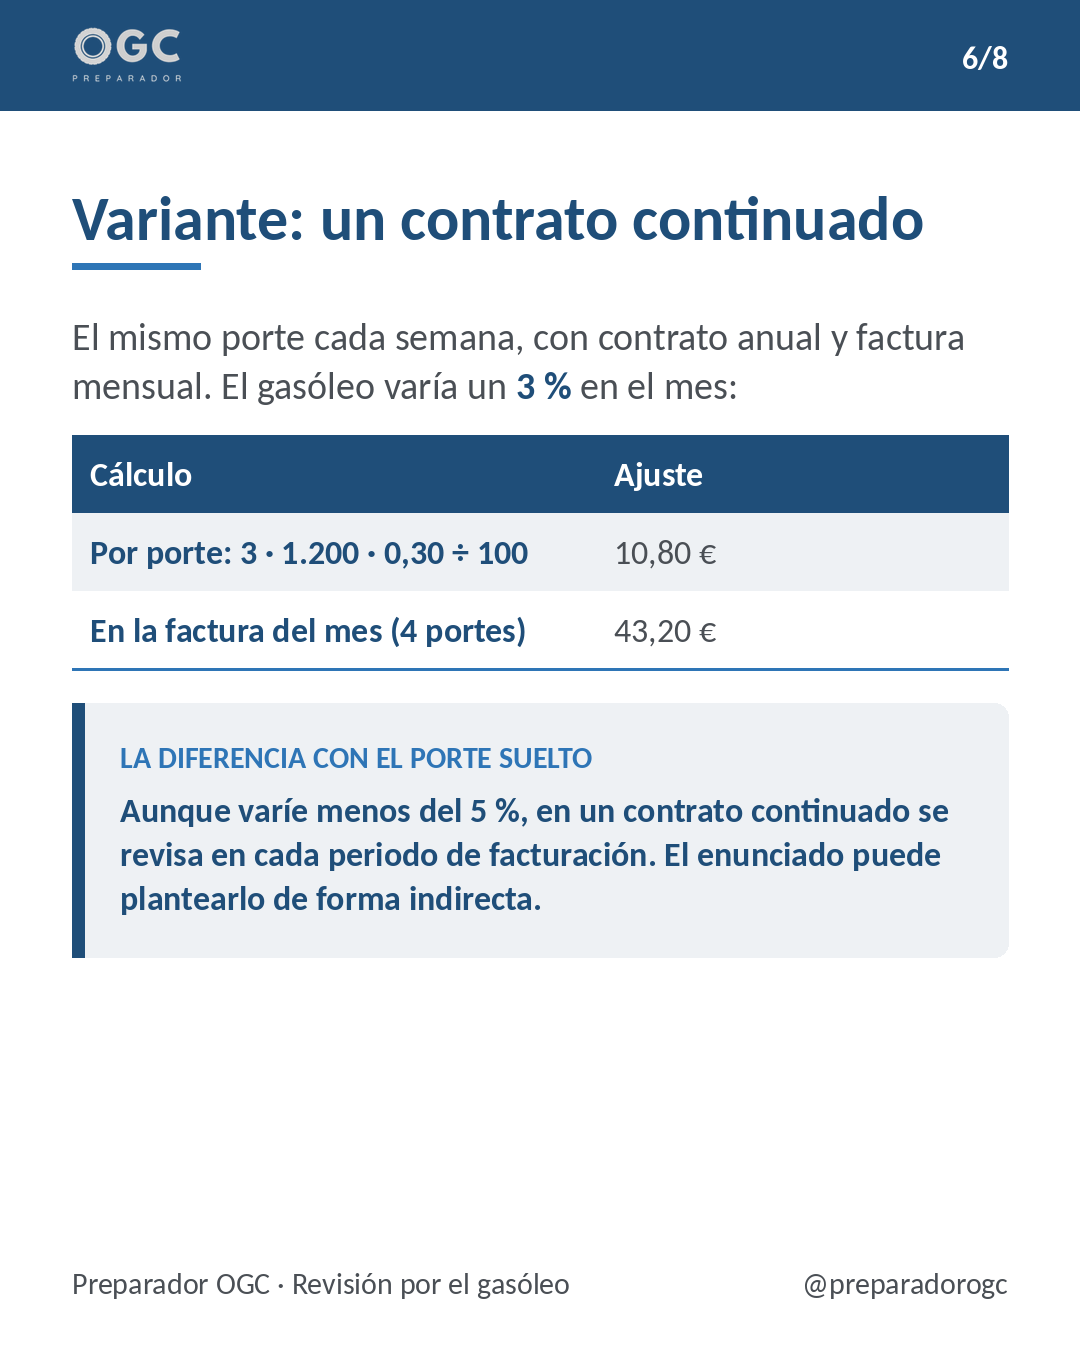 OGC
PREPARADOR
6/8
Variante: un contrato continuado
El mismo porte cada semana, con contrato anual y factura
mensual. El gasóleo varía un 3 % en el mes:
Cálculo Ajuste
Por porte: 3 · 1.200 · 0,30 ÷ 100 10,80 €
En la factura del mes (4 portes) 43,20 €
LA DIFERENCIA CON EL PORTE SUELTO
Aunque varíe menos del 5 %, en un contrato continuado se
revisa en cada periodo de facturación. El enunciado puede
plantearlo de forma indirecta.
Preparador OGC · Revisión por el gasóleo @preparadorogc